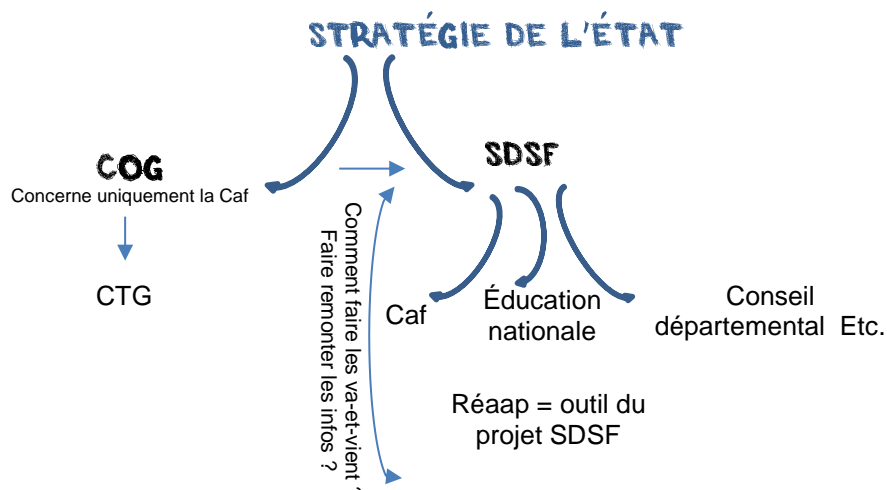 STRATÉGIE DE L'ÉTAT
COG
Concerne uniquement la Caf
CTG
SDSF
Comment faire les va-et-vient ?
Faire remonter les infos ?
Caf
Éducation
nationale
Conseil
départemental Etc.
Réaap = outil du
projet SDSF